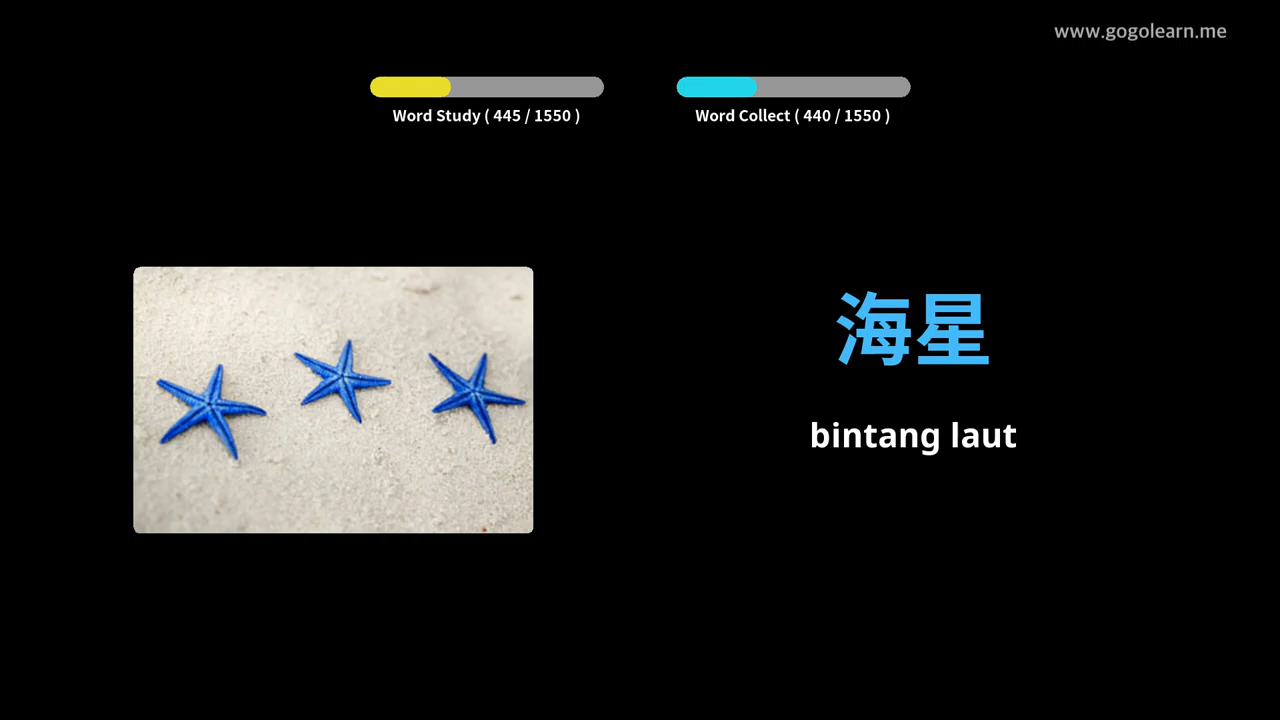 www.gogolearn.me
Word Study ( 445 / 1550 )
Word Collect ( 440 / 1550 )
海星
bintang laut